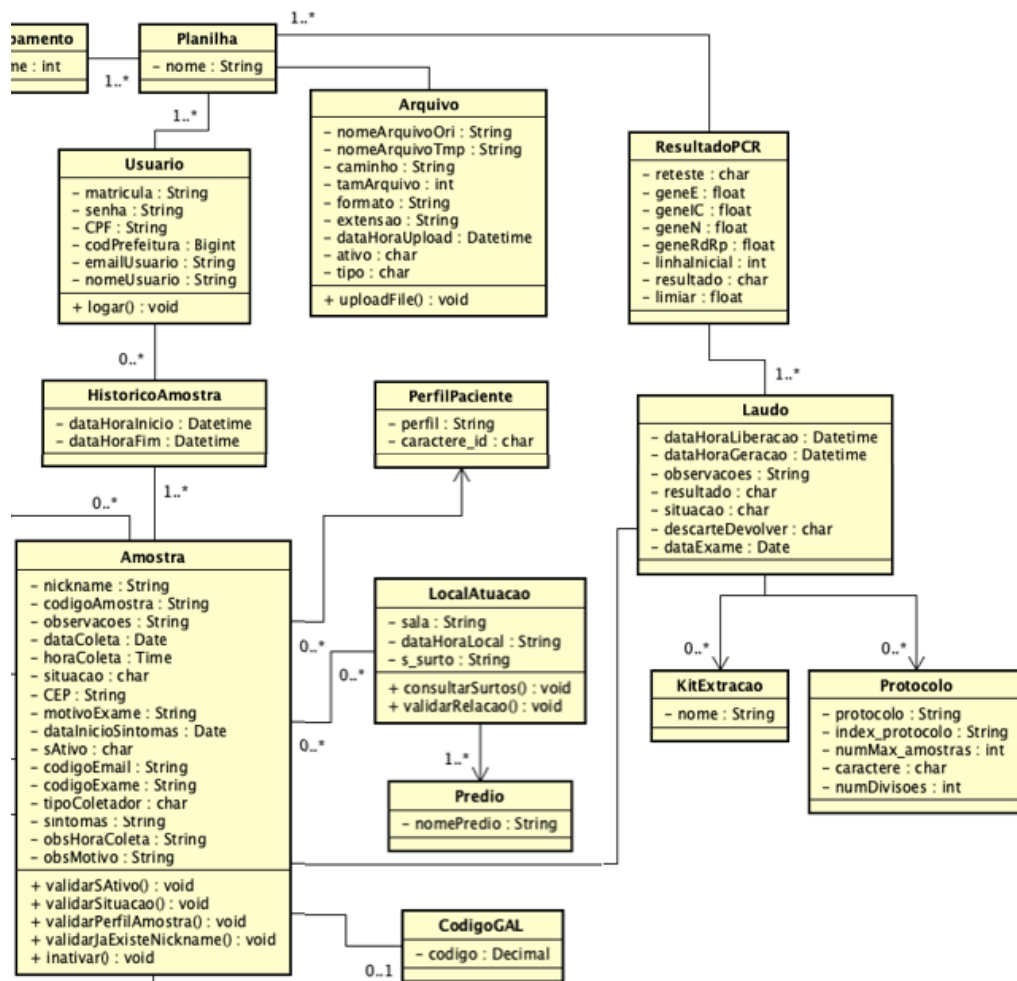 1..*
pamento
me : int
1..*
Planilha
- nome : String
1..*
Arquivo
- nomeArquivoOri : String
- nomeArquivoTmp : String
- caminho : String
- tamArquivo : int
- formato : String
- extensao : String
- dataHoraUpload : Datetime
- ativo : char
- tipo : char
+ uploadFile() : void
ResultadoPCR
- reteste : char
- geneE : float
- geneIC : float
- geneN : float
- geneRdRp : float
- linhaInicial : int
- resultado : char
- limiar : float
Usuario
- matricula : String
- senha : String
- CPF : String
- codPrefeitura : Bigint
- emailUsuario : String
- nomeUsuario : String
+ logar() : void
0..*
HistoricoAmostra
- dataHoraInicio : Datetime
- dataHoraFim : Datetime
1..*
0..*
PerfilPaciente
- perfil : String
- caractere_id : char
1..*
Laudo
- dataHoraLiberacao : Datetime
- dataHoraGeracao : Datetime
- observacoes : String
- resultado : char
- situacao : char
- descarteDevolver : char
- dataExame : Date
Amostra
- nickname : String
- codigoAmostra : String
- observacoes : String
- dataColeta : Date
- horaColeta : Time
- situacao : char
- CEP : String
- motivoExame : String
- dataInicioSintomas : Date
- sAtivo : char
- codigoEmail : String
- codigoExame : String
- tipoColetador : char
- sintomas : String
- obsHoraColeta : String
- obsMotivo : String
+ validarSAtivo() : void
+ validarSituacao() : void
+ validarPerfilAmostra() : void
+ validarJaExisteNickname() : void
+ inativar() : void
0..*
0..*
0..*
LocalAtuacao
- sala : String
- dataHoraLocal : String
- s_surto : String
+ consultarSurtos() : void
+ validarRelacao() : void
1..*
Predio
- nomePredio : String
0..*
KitExtracao
- nome : String
0..*
Protocolo
- protocolo : String
- index_protocolo : String
- numMax_amostras : int
- caractere : char
- numDivisoes : int
CodigoGAL
- codigo : Decimal
0..1